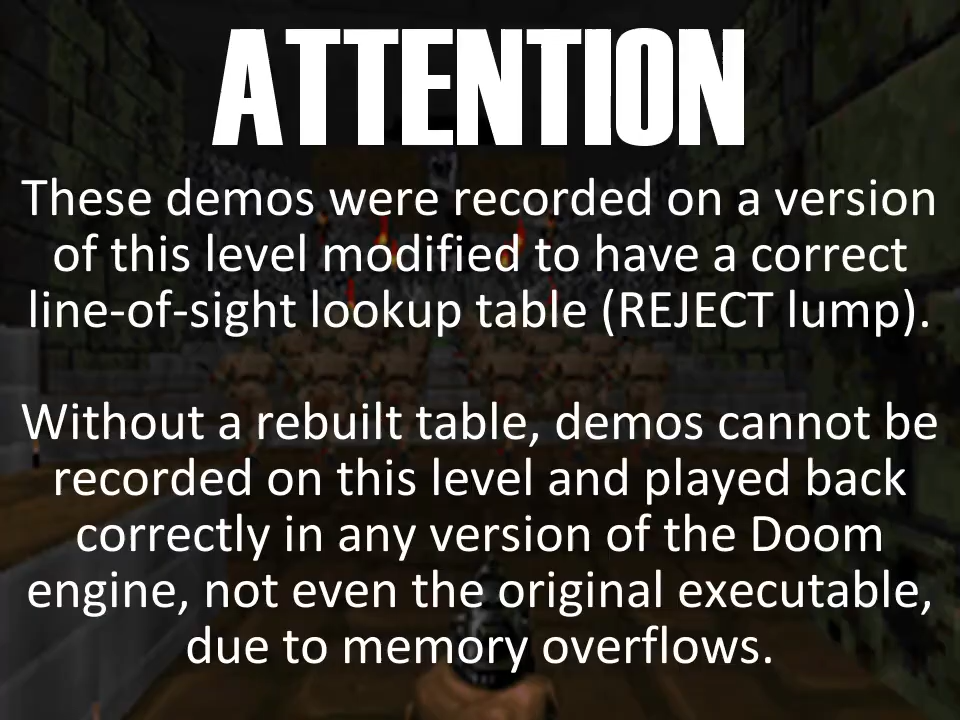 ATTENTION
These demos were recorded on a version
of this level modified to have a correct
line-of-sight lookup table (REJECT lump).
Without a rebuilt table, demos cannot be
recorded on this level and played back
correctly in any version of the Doom
engine, not even the original executable,
due to memory overflows.